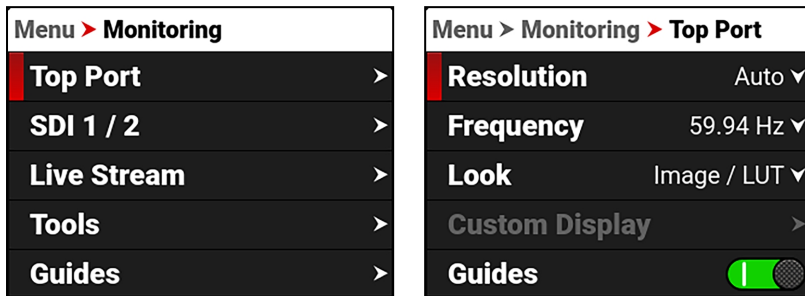 Menu > Monitoring
Top Port
SDI 1 / 2
Live Stream
Tools
Guides
Menu > Monitoring > Top Port
Resolution Auto
Frequency 59.94 Hz
Look Image / LUT
Custom Display
Guides